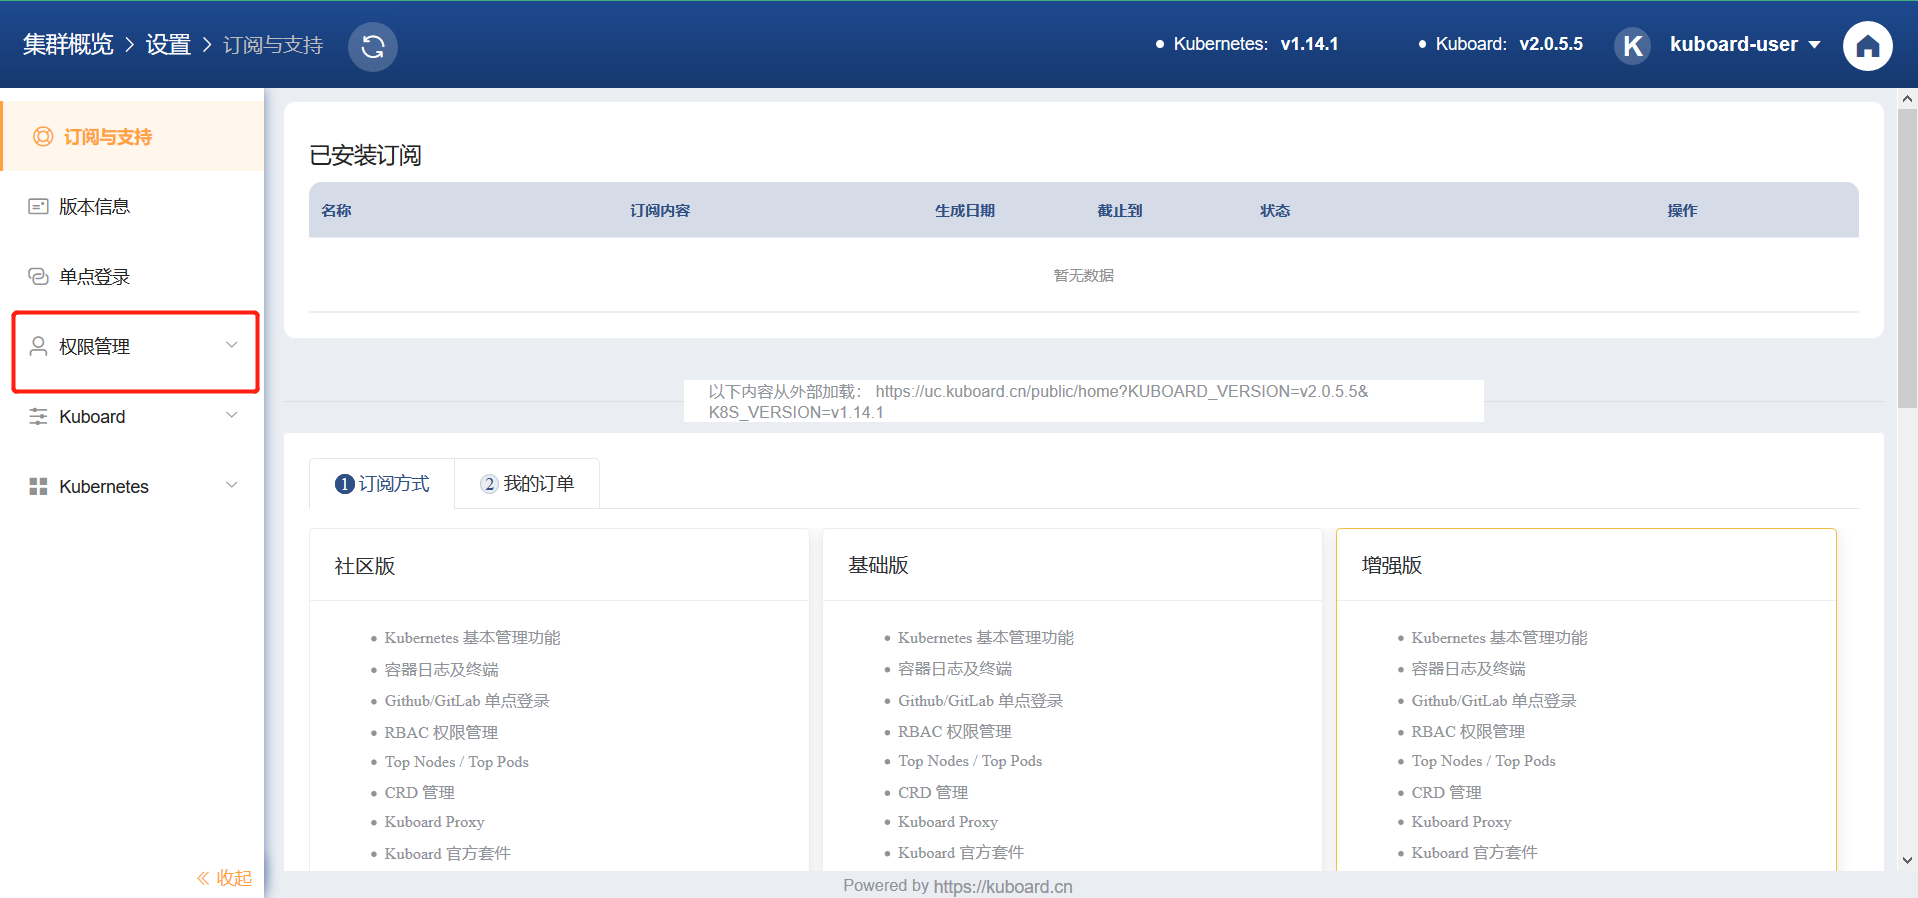 集群概览 > 设置 > 订阅与支持
Kubernetes: v1.14.1
Kuboard: v2.0.5.5
K kuboard-user
订阅与支持
版本信息
单点登录
权限管理
Kuboard
Kubernetes
« 收起
已安装订阅
名称 订阅内容 生成日期 截止到 状态 操作
暂无数据
以下内容从外部加载： https://uc.kuboard.cn/public/home?KUBOARD_VERSION=v2.0.5.5&
K8S_VERSION=v1.14.1
1 订阅方式 2 我的订单
社区版
• Kubernetes 基本管理功能
• 容器日志及终端
• Github/GitLab 单点登录
• RBAC 权限管理
• Top Nodes / Top Pods
• CRD 管理
• Kuboard Proxy
• Kuboard 官方套件
基础版
• Kubernetes 基本管理功能
• 容器日志及终端
• Github/GitLab 单点登录
• RBAC 权限管理
• Top Nodes / Top Pods
• CRD 管理
• Kuboard Proxy
• Kuboard 官方套件
增强版
• Kubernetes 基本管理功能
• 容器日志及终端
• Github/GitLab 单点登录
• RBAC 权限管理
• Top Nodes / Top Pods
• CRD 管理
• Kuboard Proxy
• Kuboard 官方套件
Powered by https://kuboard.cn